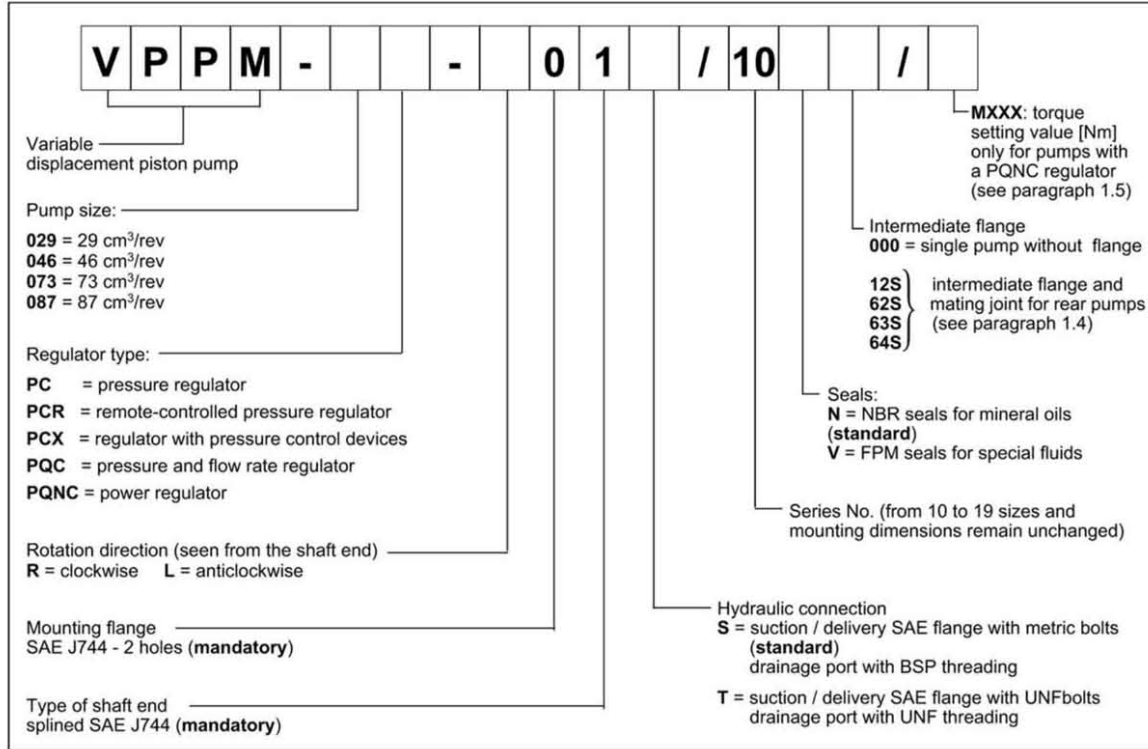 VPPM- - 01 /10 /
Variable
displacement piston pump
Pump size:
029 = 29 cm³/rev
046 = 46 cm³/rev
073 = 73 cm³/rev
087 = 87 cm³/rev
Regulator type:
PC = pressure regulator
PCR = remote-controlled pressure regulator
PCX = regulator with pressure control devices
PQC = pressure and flow rate regulator
PQNC = power regulator
Rotation direction (seen from the shaft end)
R = clockwise L = anticlockwise
Mounting flange
SAE J744 - 2 holes (mandatory)
Type of shaft end
splined SAE J744 (mandatory)
MXXX: torque
setting value [Nm]
only for pumps with
a PQNC regulator
(see paragraph 1.5)
Intermediate flange
000 = single pump without flange
12S
62S
63S
64S
intermediate flange and
mating joint for rear pumps
(see paragraph 1.4)
Seals:
N = NBR seals for mineral oils
(standard)
V = FPM seals for special fluids
Series No. (from 10 to 19 sizes and
mounting dimensions remain unchanged)
Hydraulic connection
S = suction / delivery SAE flange with metric bolts
(standard)
drainage port with BSP threading
T = suction / delivery SAE flange with UNFbolts
drainage port with UNF threading